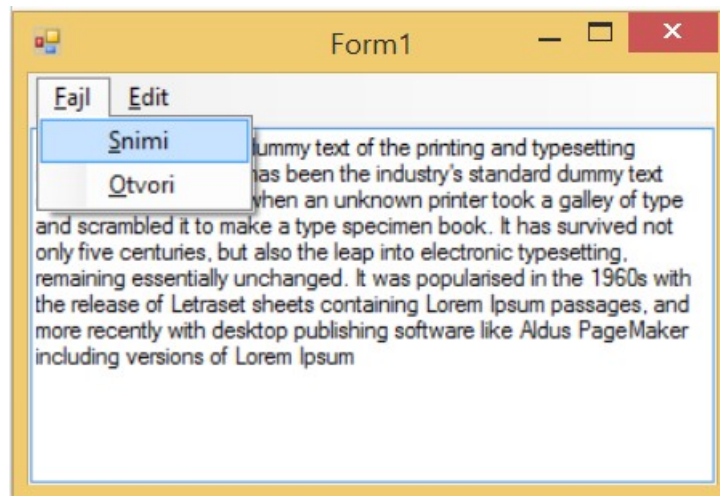 Form1
Fajl Edit
Snimi
Otvori
dummy text of the printing and typesetting
has been the industry's standard dummy text
when an unknown printer took a galley of type
and scrambled it to make a type specimen book. It has survived not
only five centuries, but also the leap into electronic typesetting,
remaining essentially unchanged. It was popularised in the 1960s with
the release of Letraset sheets containing Lorem Ipsum passages, and
more recently with desktop publishing software like Aldus PageMaker
including versions of Lorem Ipsum